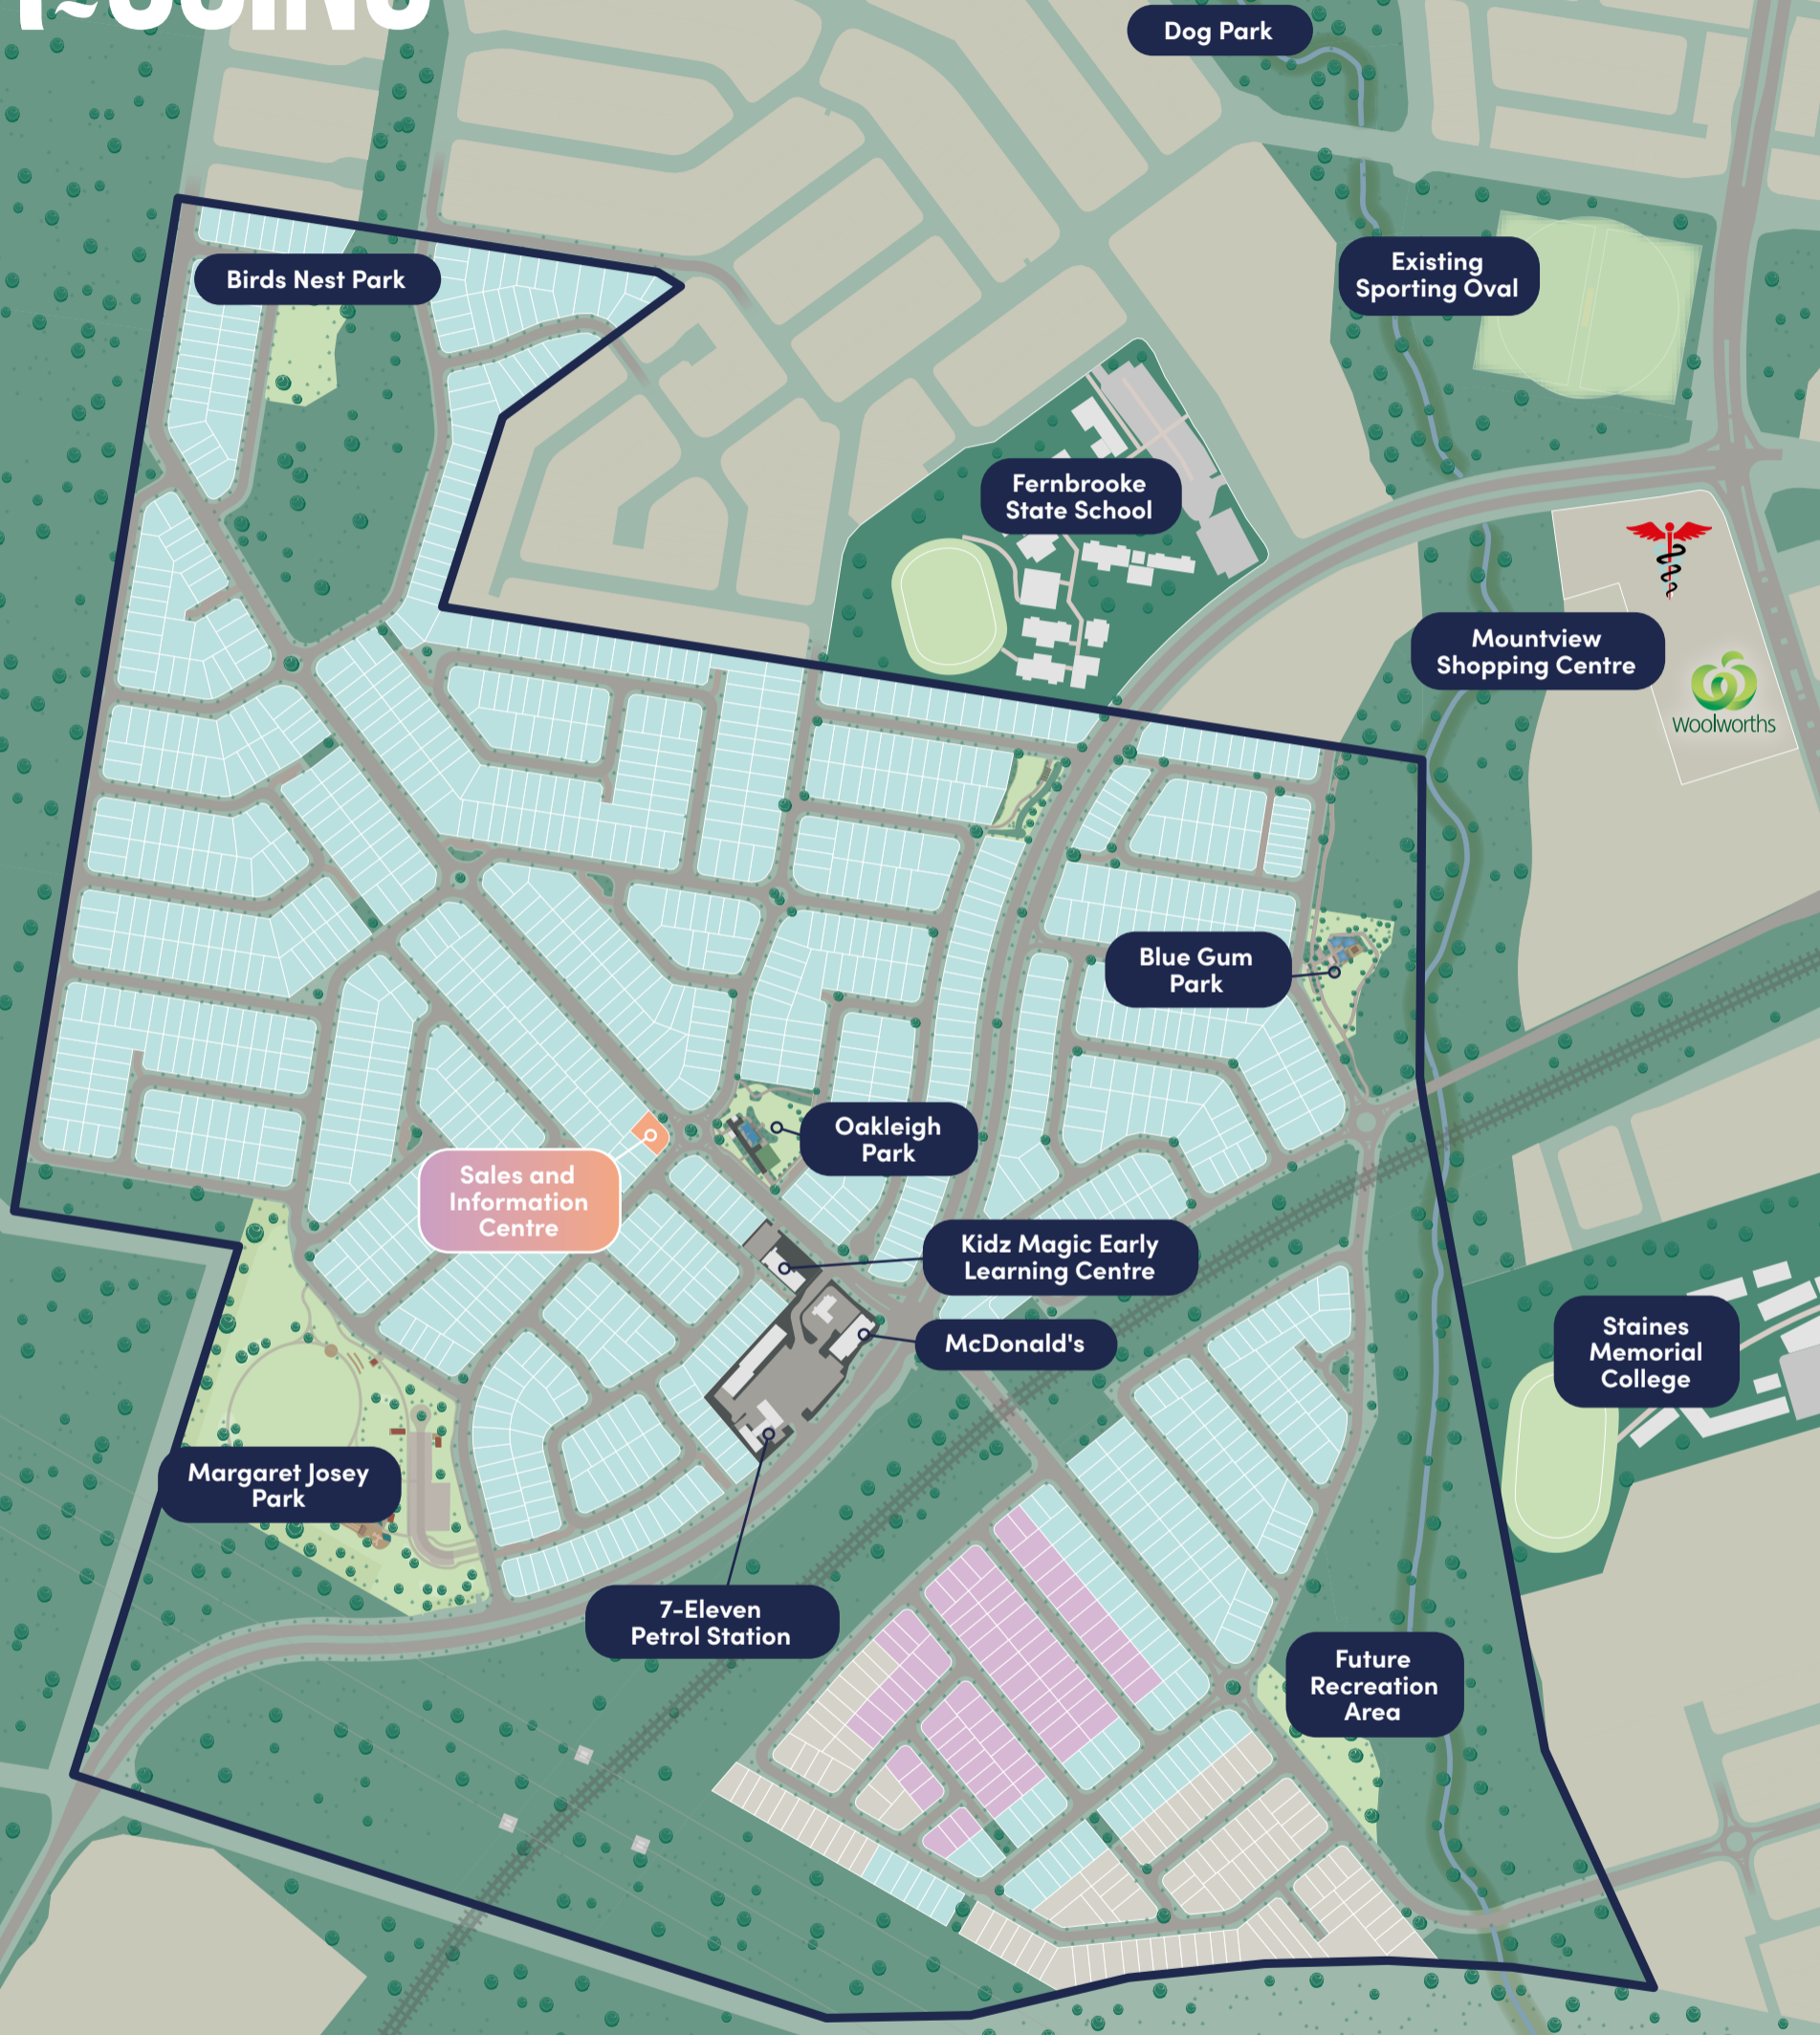 Dog Park
Existing
Sporting Oval
Birds Nest Park
Fernbrooke
State School
Mountview
Shopping Centre
Woolworths
Blue Gum
Park
Oakleigh
Park
Sales and
Information
Centre
Kidz Magic Early
Learning Centre
McDonald's
Staines
Memorial
College
Margaret Josey
Park
7-Eleven
Petrol Station
Future
Recreation
Area